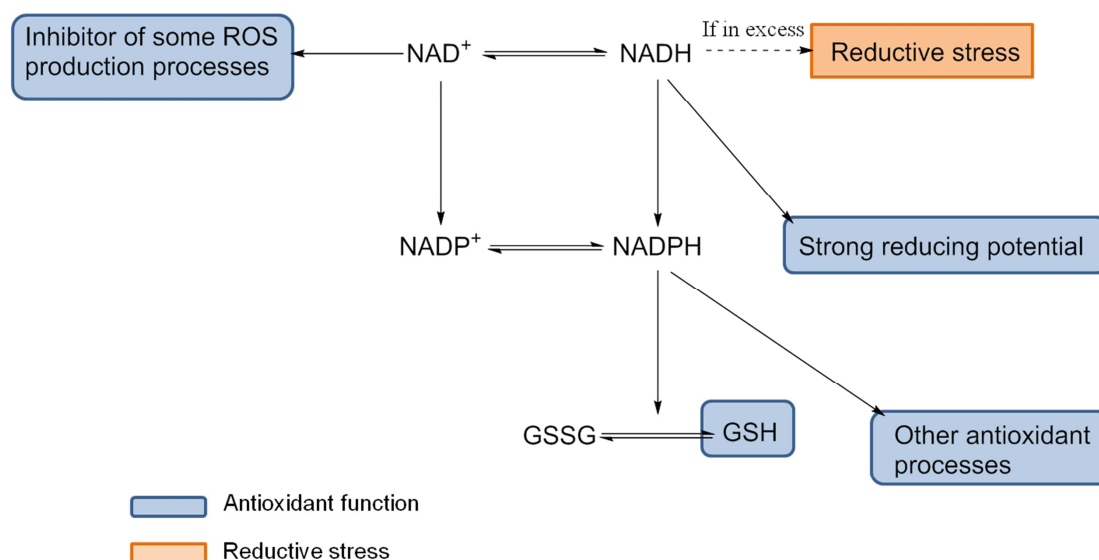 Inhibitor of some ROS
production processes
NAD⁺
NADH
If in excess
Reductive stress
NADP⁺
NADPH
Strong reducing potential
GSSG
GSH
Other antioxidant
processes
Antioxidant function
Reductive stress